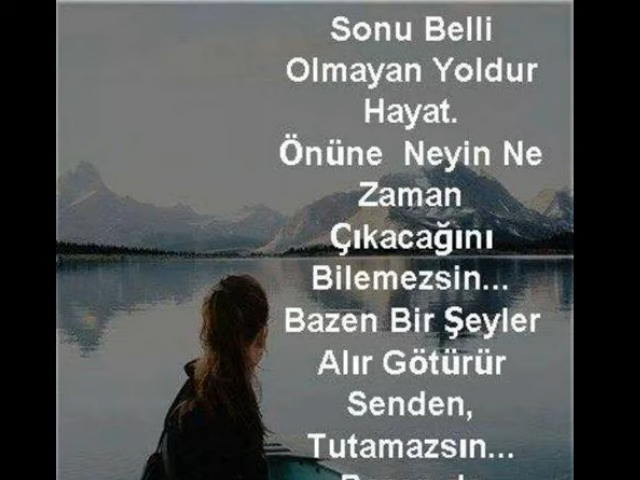 Sonu Belli
Olmayan Yoldur
Hayat.
Önüne Neyin Ne
Zaman
Çıkacağını
Bilemezsin...
Bazen Bir Şeyler
Alır Götürür
Senden,
Tutamazsın...